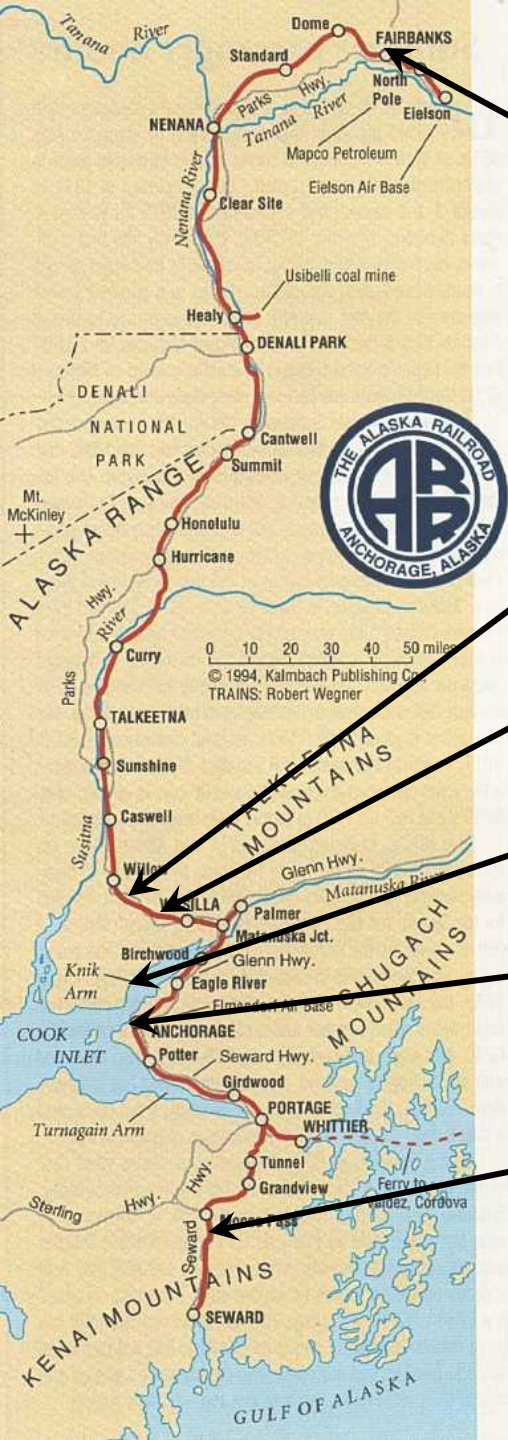 Tanana
River
Dome
FAIRBANKS
Standard
Parks Hwy.
North
Pole
Eielson
Tanana River
NENANA
Mapco Petroleum
Eielson Air Base
Nenana River
Clear Site
Usibelli coal mine
Healy
DENALI PARK
DENALI
NATIONAL
PARK
Cantwell
Summit
THE ALASKA RAILROAD
ARR
ANCHORAGE, ALASKA
Mt.
McKinley
ALASKA RANGE
Honolulu
Hurricane
Parks Hwy.
River
Curry
0 10 20 30 40 50 miles
© 1994, Kalmbach Publishing Co.,
TRAINS: Robert Wegner
TALKEETNA
Sunshine
TALKEETNA
MOUNTAINS
Caswell
Susitna
Willow
Glenn Hwy.
Matanuska River
WASILLA
Palmer
Matanuska Jct.
Birchwood
Glenn Hwy.
CHUGACH
MOUNTAINS
Knik
Arm
Eagle River
Elmendorf Air Base
COOK
INLET
ANCHORAGE
Potter
Seward Hwy.
Girdwood
PORTAGE
Turnagain Arm
WHITTIER
Tunnel
Grandview
Ferry to
Valdez, Cordova
Sterling Hwy.
Seward Hwy.
Moose Pass
KENAI MOUNTAINS
SEWARD
GULF OF ALASKA